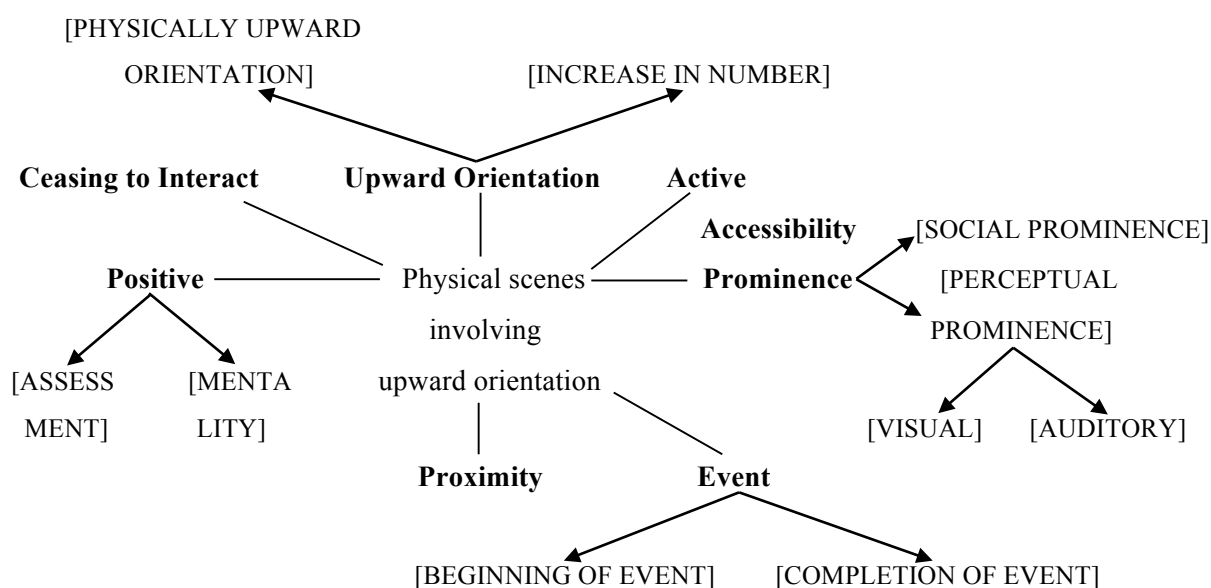 [PHYSICALLY UPWARD
ORIENTATION]
[INCREASE IN NUMBER]
Ceasing to Interact
Upward Orientation
Active
Accessibility
[SOCIAL PROMINENCE]
Positive
Physical scenes
involving
upward orientation
Prominence
[PERCEPTUAL
PROMINENCE]
[ASSESS
MENT]
[MENTA
LITY]
[VISUAL]
[AUDITORY]
Proximity
Event
[BEGINNING OF EVENT]
[COMPLETION OF EVENT]